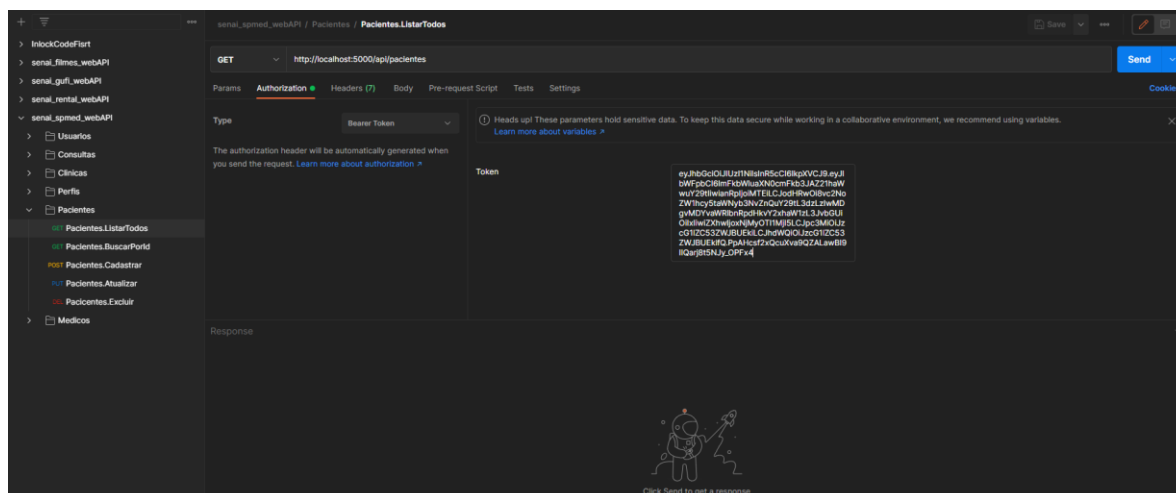 senai_spmed_webAPI / Pacientes / Pacientes.ListarTodos
Save
InlockCodeFisrt
senai_filmes_webAPI
senai_gufi_webAPI
senai_rental_webAPI
senai_spmed_webAPI
Usuarios
Consultas
Clinicas
Perfis
Pacientes
GET Pacientes.ListarTodos
GET Pacientes.BuscarPorId
POST Pacientes.Cadastrar
PUT Pacientes.Atualizar
DEL Pacicentes.Excluir
Medicos
GET http://localhost:5000/api/pacientes Send
Params Authorization Headers (7) Body Pre-request Script Tests Settings Cookie
Type Bearer Token
The authorization header will be automatically generated when
you send the request. Learn more about authorization
Heads up! These parameters hold sensitive data. To keep this data secure while working in a collaborative environment, we recommend using variables.
Learn more about variables
Token
Response
Click Send to get a response